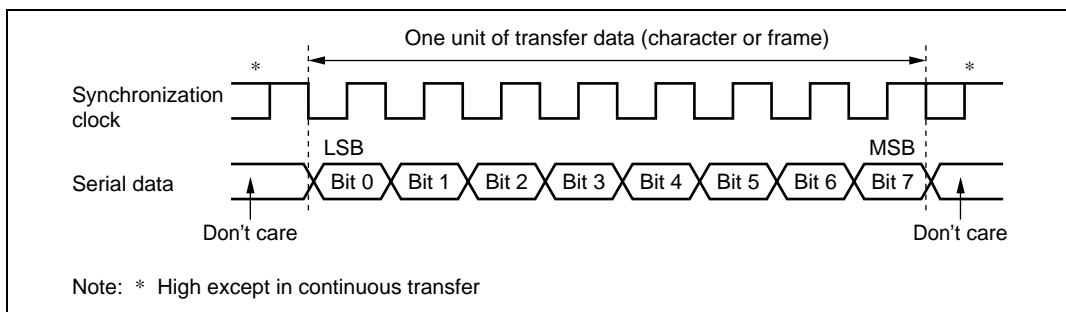 One unit of transfer data (character or frame)
* *
Synchronization
clock
LSB MSB
Serial data Bit 0 Bit 1 Bit 2 Bit 3 Bit 4 Bit 5 Bit 6 Bit 7
Don't care Don't care
Note: * High except in continuous transfer